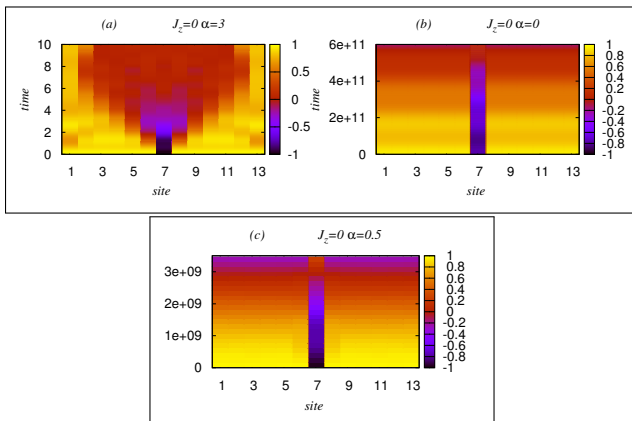 (a) J_z=0 α=3
time
10
8
6
4
2
0
1 3 5 7 9 11 13
site
1
0.5
0
-0.5
-1
(b) J_z=0 α=0
time
6e+11
4e+11
2e+11
0
1 3 5 7 9 11 13
site
1
0.8
0.6
0.4
0.2
0
-0.2
-0.4
-0.6
-0.8
-1
(c) J_z=0 α=0.5
time
3e+09
2e+09
1e+09
0
1 3 5 7 9 11 13
site
1
0.8
0.6
0.4
0.2
0
-0.2
-0.4
-0.6
-0.8
-1